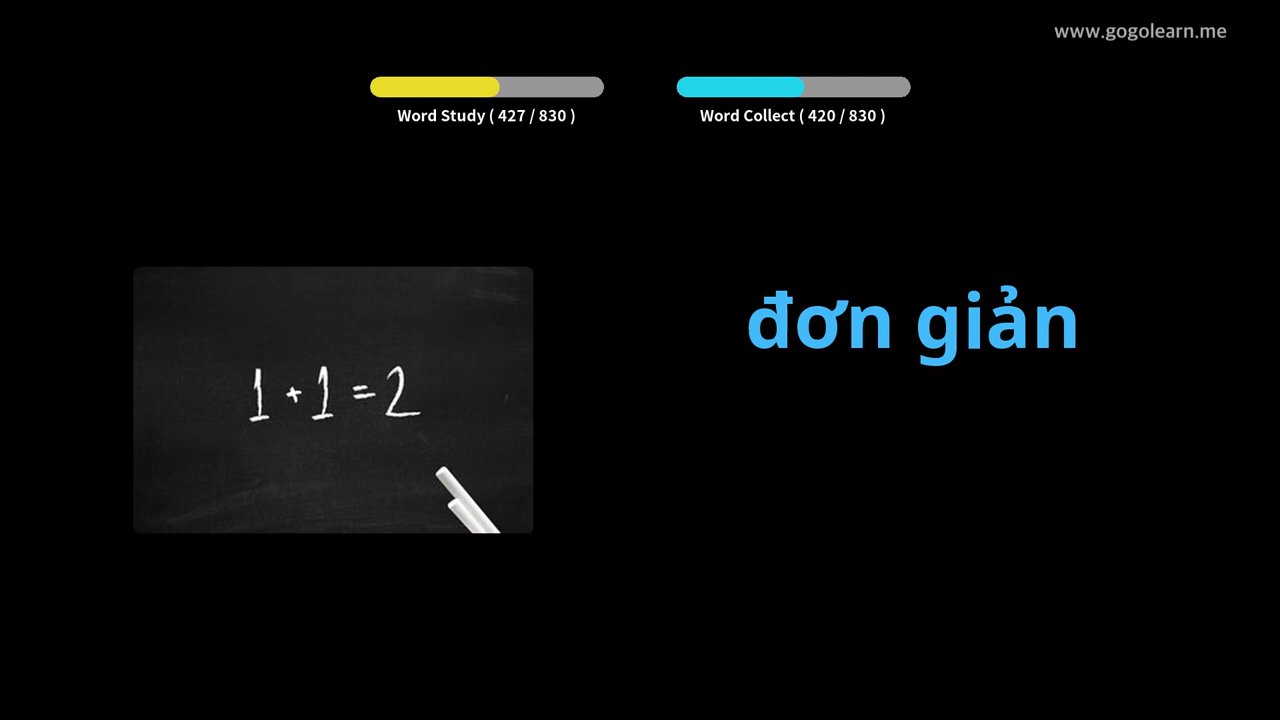 www.gogolearn.me
Word Study ( 427 / 830 )
Word Collect ( 420 / 830 )
đơn giản
1 + 1 = 2